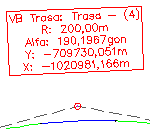 VB Trasa: Trasa - (4)
R: 200,00m
Alfa: 190,1967gon
Y: -709730,051m
X: -1020981,166m